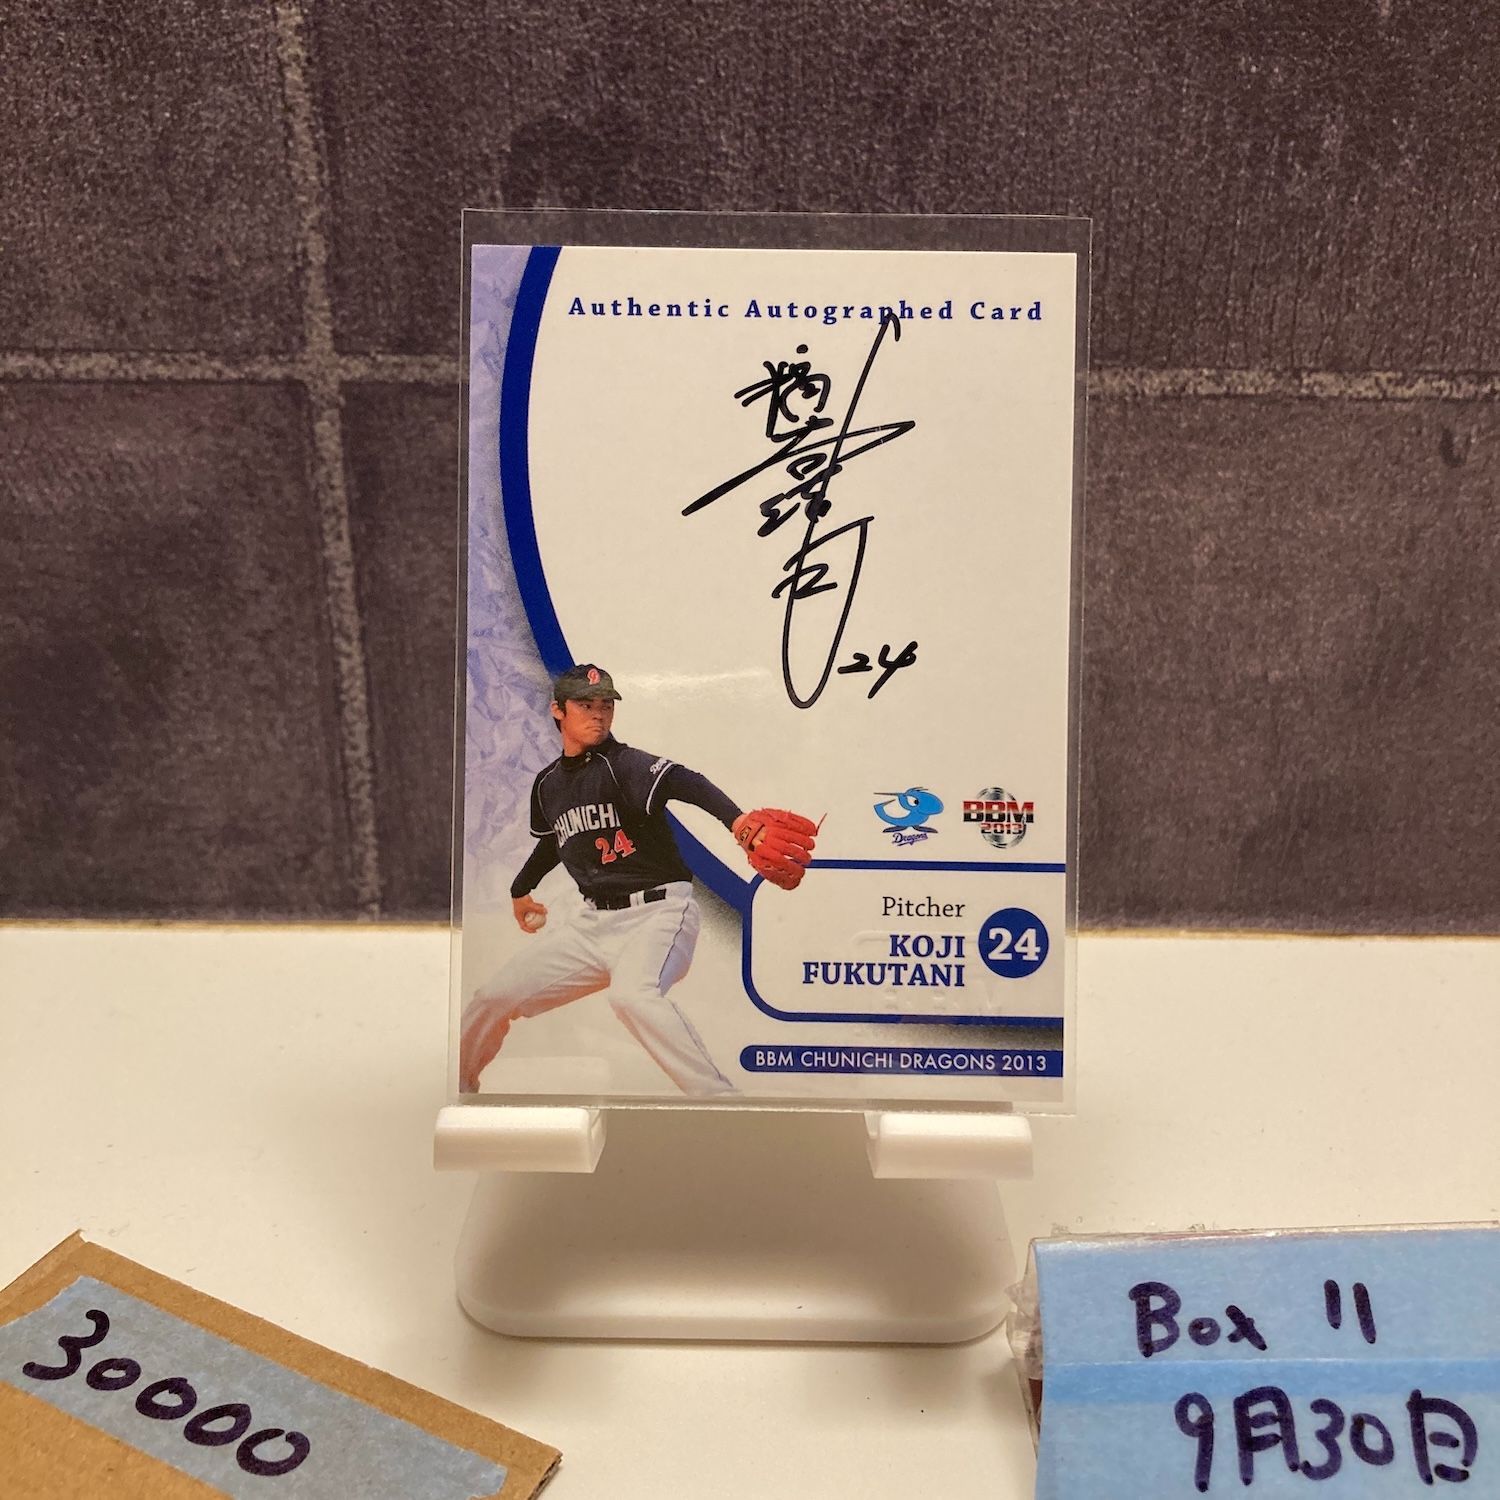 Authentic Autographed Card
24
CHUNICHI
24
Dragons
BBM
2013
Pitcher
KOJI
FUKUTANI
24
BBM CHUNICHI DRAGONS 2013
30000
Box 11
9月30日